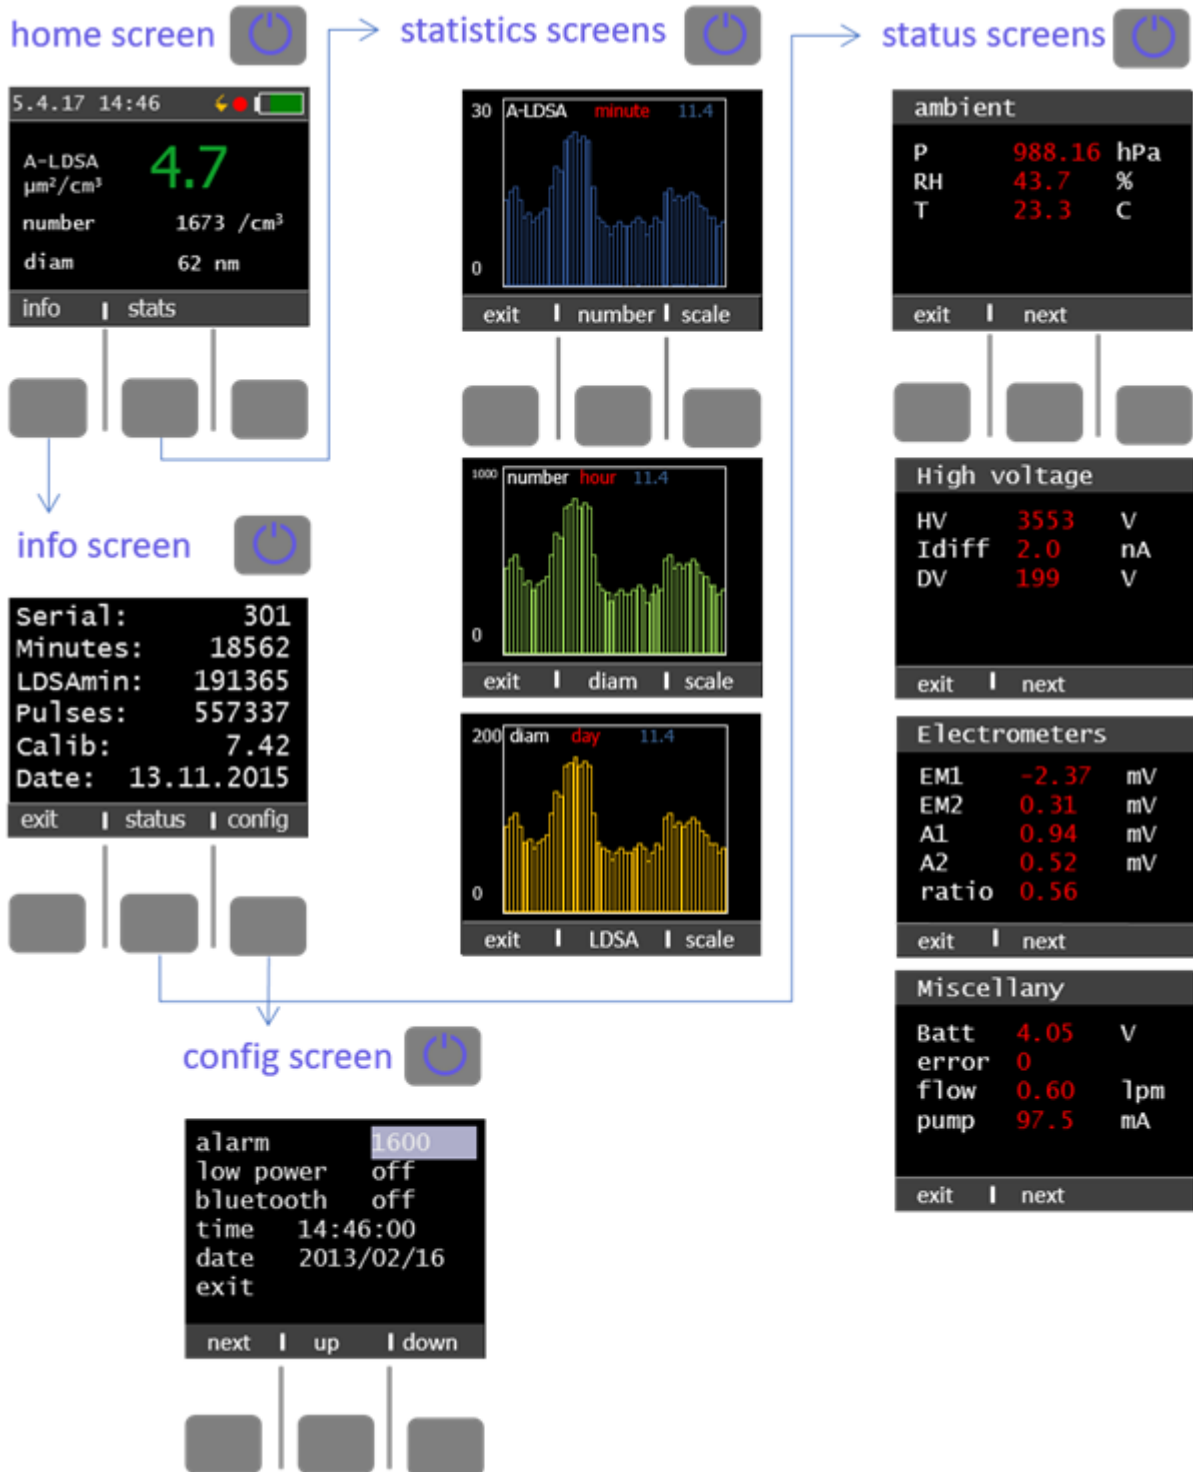 home screen
5.4.17 14:46
A-LDSA 4.7
µm²/cm³
number 1673 /cm³
diam 62 nm
info stats
info screen
Serial: 301
Minutes: 18562
LDSAmin: 191365
Pulses: 557337
Calib: 7.42
Date: 13.11.2015
exit status config
config screen
alarm 1600
low power off
bluetooth off
time 14:46:00
date 2013/02/16
exit
next up down
statistics screens
30 A-LDSA minute 11.4
0
exit number scale
1000 number hour 11.4
0
exit diam scale
200 diam day 11.4
0
exit LDSA scale
status screens
ambient
P 988.16 hPa
RH 43.7 %
T 23.3 C
exit next
High voltage
HV 3553 V
Idiff 2.0 nA
DV 199 V
exit next
Electrometers
EM1 -2.37 mV
EM2 0.31 mV
A1 0.94 mV
A2 0.52 mV
ratio 0.56
exit next
Miscellany
Batt 4.05 V
error 0
flow 0.60 lpm
pump 97.5 mA
exit next